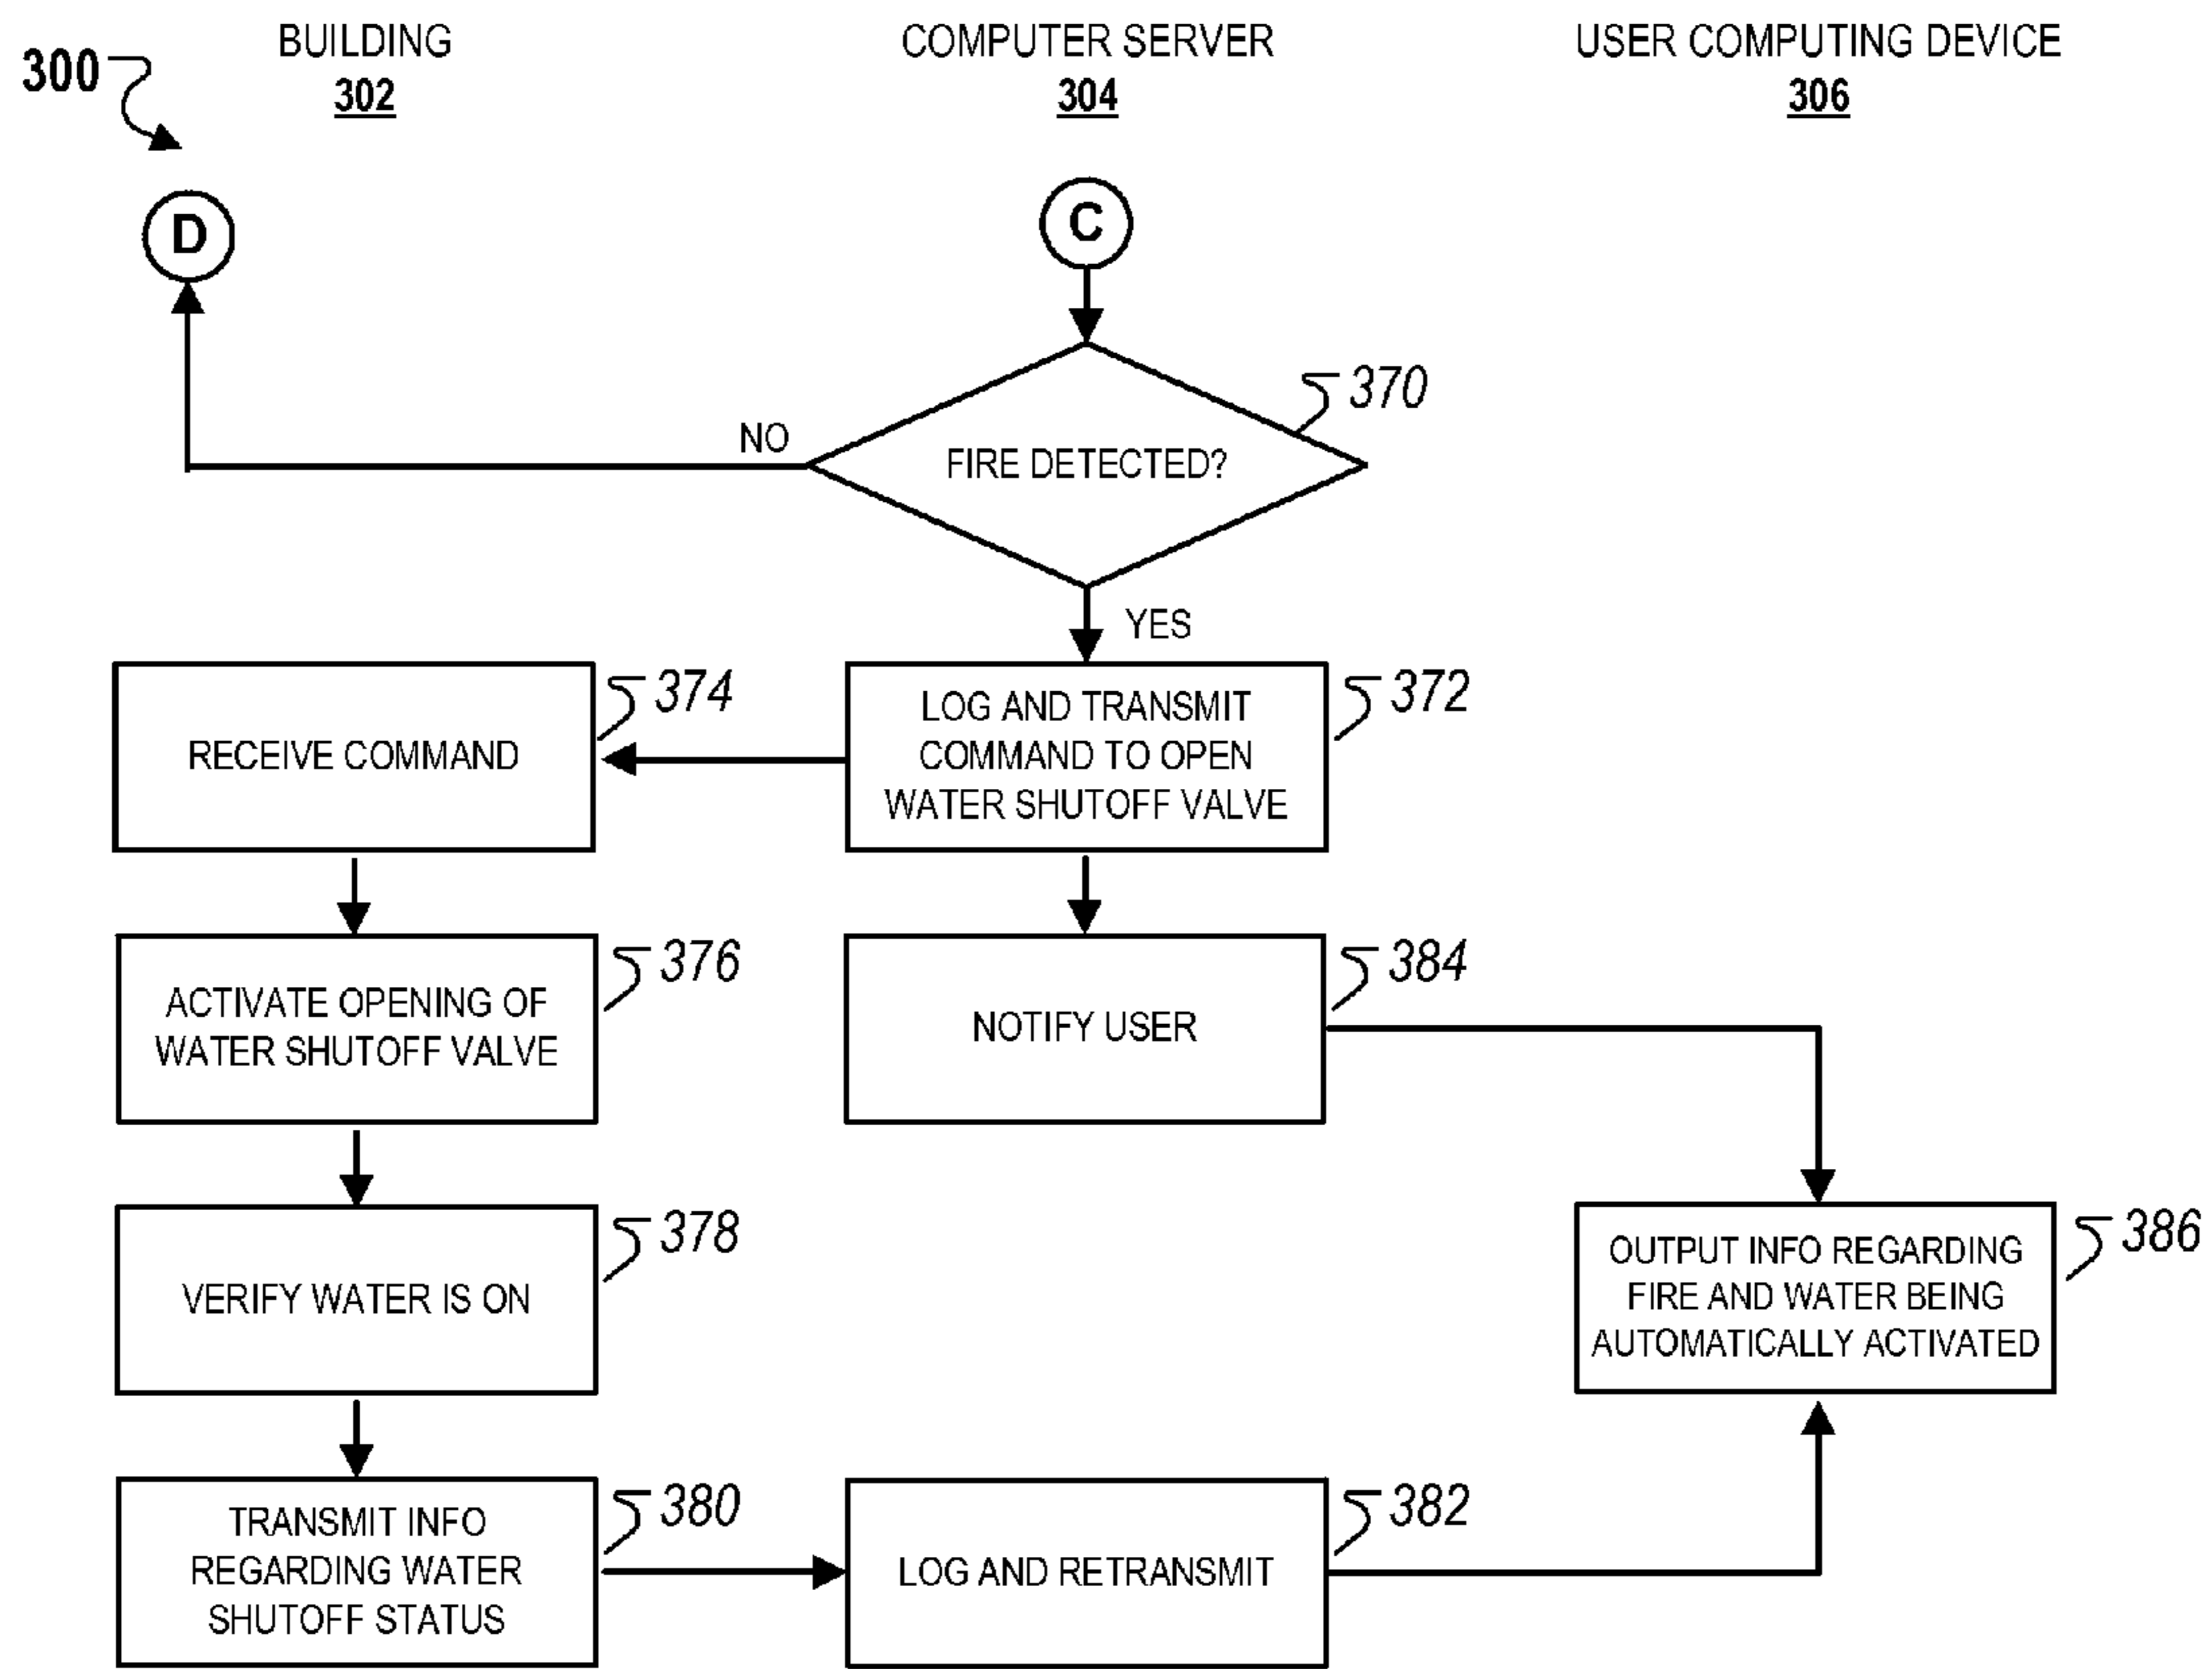 300
BUILDING
302
COMPUTER SERVER
304
USER COMPUTING DEVICE
306
D
C
NO
FIRE DETECTED?
370
YES
RECEIVE COMMAND
374
LOG AND TRANSMIT
COMMAND TO OPEN
WATER SHUTOFF VALVE
372
ACTIVATE OPENING OF
WATER SHUTOFF VALVE
376
NOTIFY USER
384
VERIFY WATER IS ON
378
OUTPUT INFO REGARDING
FIRE AND WATER BEING
AUTOMATICALLY ACTIVATED
386
TRANSMIT INFO
REGARDING WATER
SHUTOFF STATUS
380
LOG AND RETRANSMIT
382